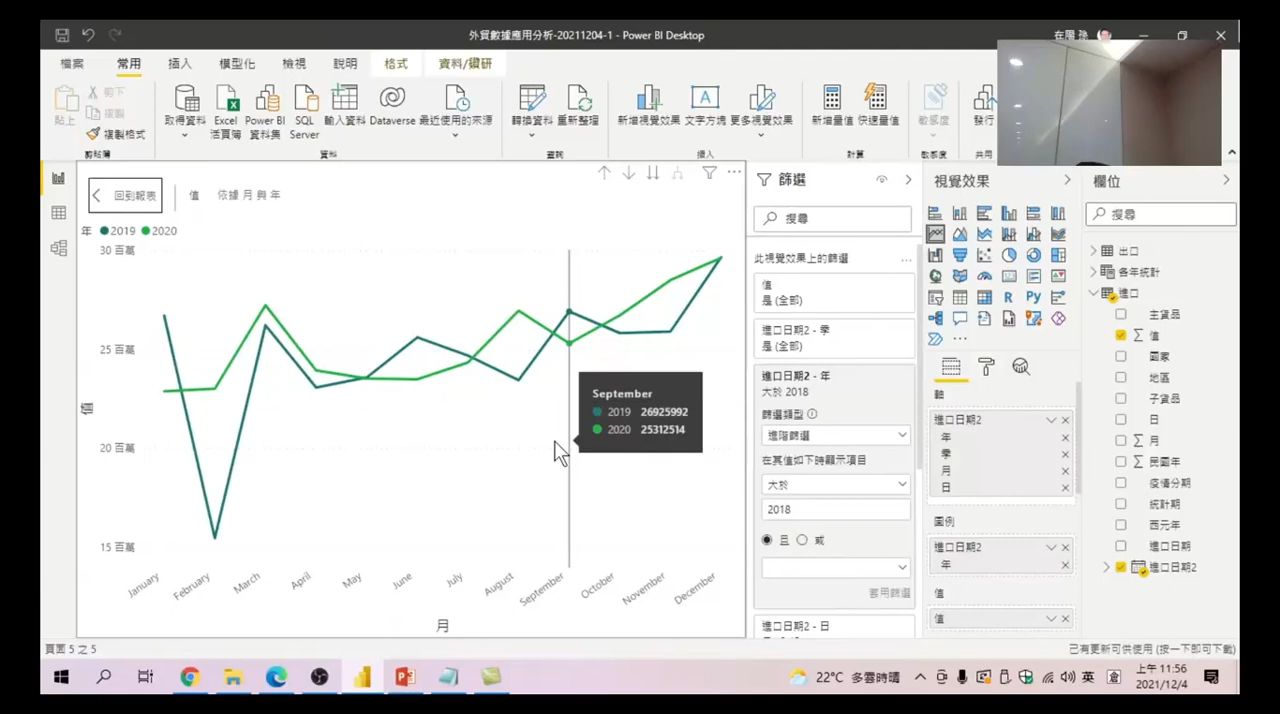 外貿數據應用分析-20211204-1 - Power BI Desktop
檔案 常用 插入 模型化 檢視 說明 格式 資料/鑽研
貼上
剪下
複製
複製格式
剪貼簿
取得資料
Excel 活頁簿
Power BI 資料集
SQL Server
輸入資料
Dataverse
最近使用的來源
資料
轉換資料
重新整理
查詢
新增視覺效果
文字方塊
更多視覺效果
插入
新增量值
快速量值
計算
敏感度
敏感度
發行
共用
回到報表
值 依據 月 與 年
年 2019 2020
30 百萬
25 百萬
20 百萬
15 百萬
值
September
2019 26925992
2020 25312514
January February March April May June July August September October November December
月
篩選
搜尋
此視覺效果上的篩選
值
是 (全部)
進口日期2 - 季
是 (全部)
進口日期2 - 年
大於 2018
篩選類型
進階篩選
在其值如下時顯示項目
大於
2018
且 或
套用篩選
進口日期2 - 日
視覺效果
R Py
軸
進口日期2
年
季
月
日
圖例
進口日期2
年
值
值
欄位
搜尋
出口
各年統計
進口
主貨品
值
國家
地區
子貨品
日
月
民國年
疫情分期
統計期
西元年
進口日期
進口日期2
頁面 5 之 5
已有更新可供使用 (按一下即可下載)
22°C 多雲時晴
英
倉
上午 11:56
2021/12/4